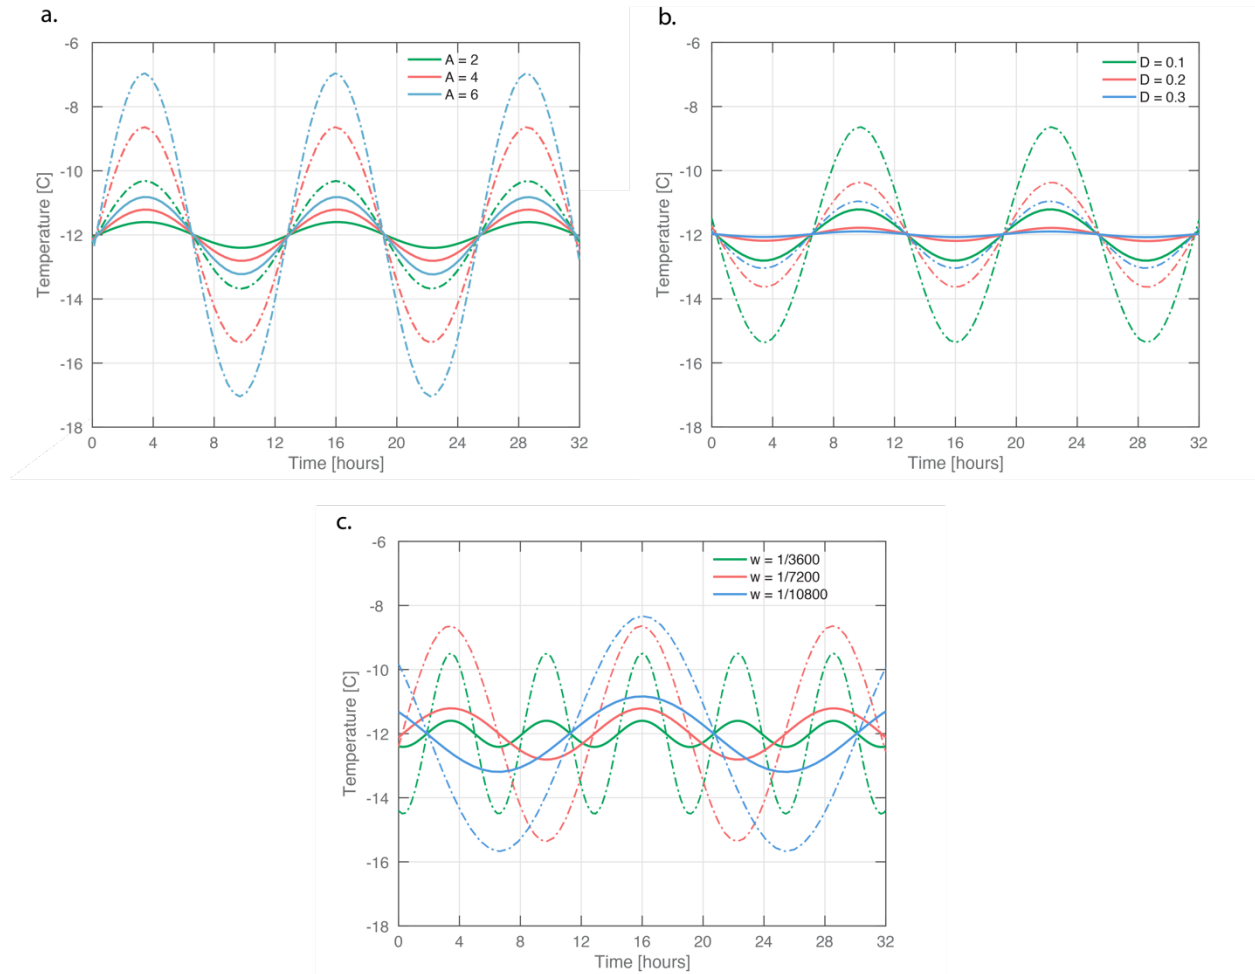 a.
-6
-8
-10
-12
-14
-16
-18
Temperature [C]
A = 2
A = 4
A = 6
0 4 8 12 16 20 24 28 32
Time [hours]
b.
-6
-8
-10
-12
-14
-16
-18
Temperature [C]
D = 0.1
D = 0.2
D = 0.3
0 4 8 12 16 20 24 28 32
Time [hours]
c.
-6
-8
-10
-12
-14
-16
-18
Temperature [C]
w = 1/3600
w = 1/7200
w = 1/10800
0 4 8 12 16 20 24 28 32
Time [hours]